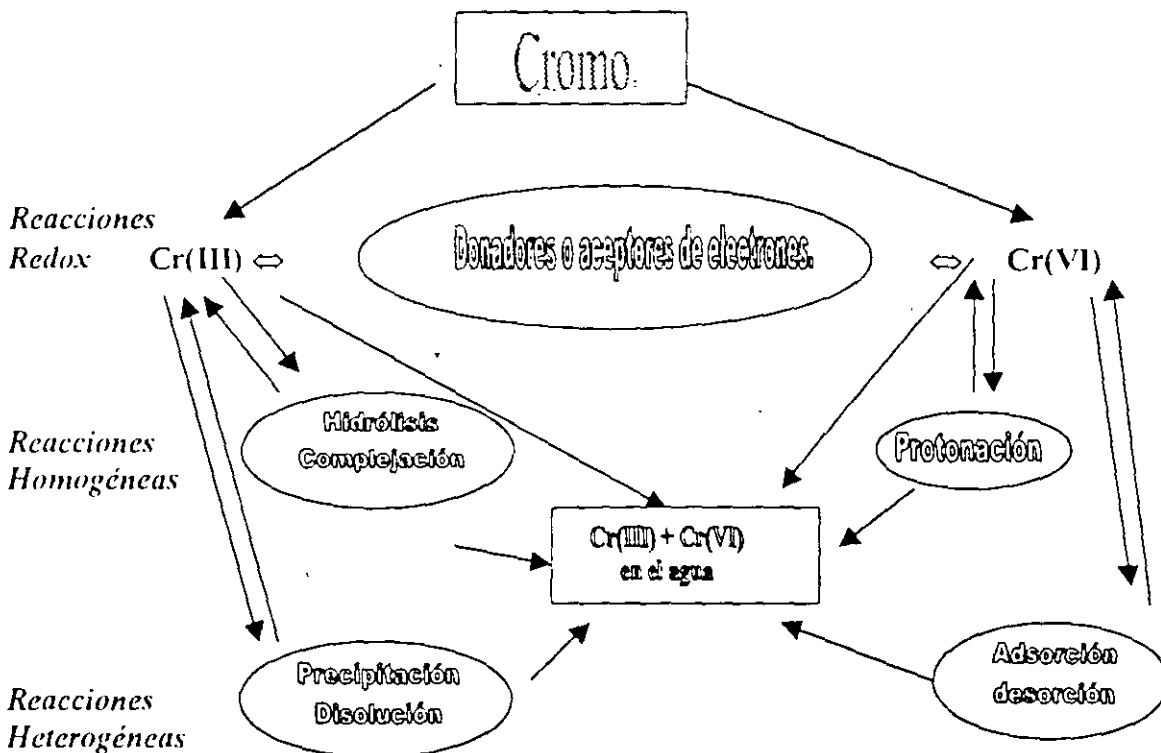 Cromo.
Reacciones
Redox Cr(III) ⇔ Donadores o aceptores de electrones. ⇔ Cr(VI)
Hidrólisis
Complejación
Reacciones
Homogéneas
Protonación
Cr(III) + Cr(VI)
en el agua
Precipitación
Disolución
Adsorción
desorción
Reacciones
Heterogéneas